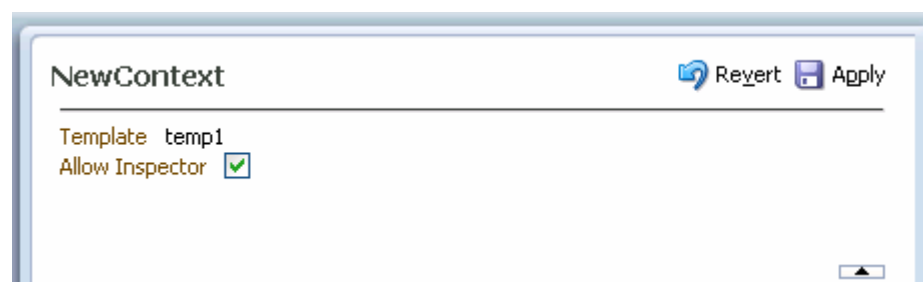 NewContext
Revert Apply
Template temp1
Allow Inspector